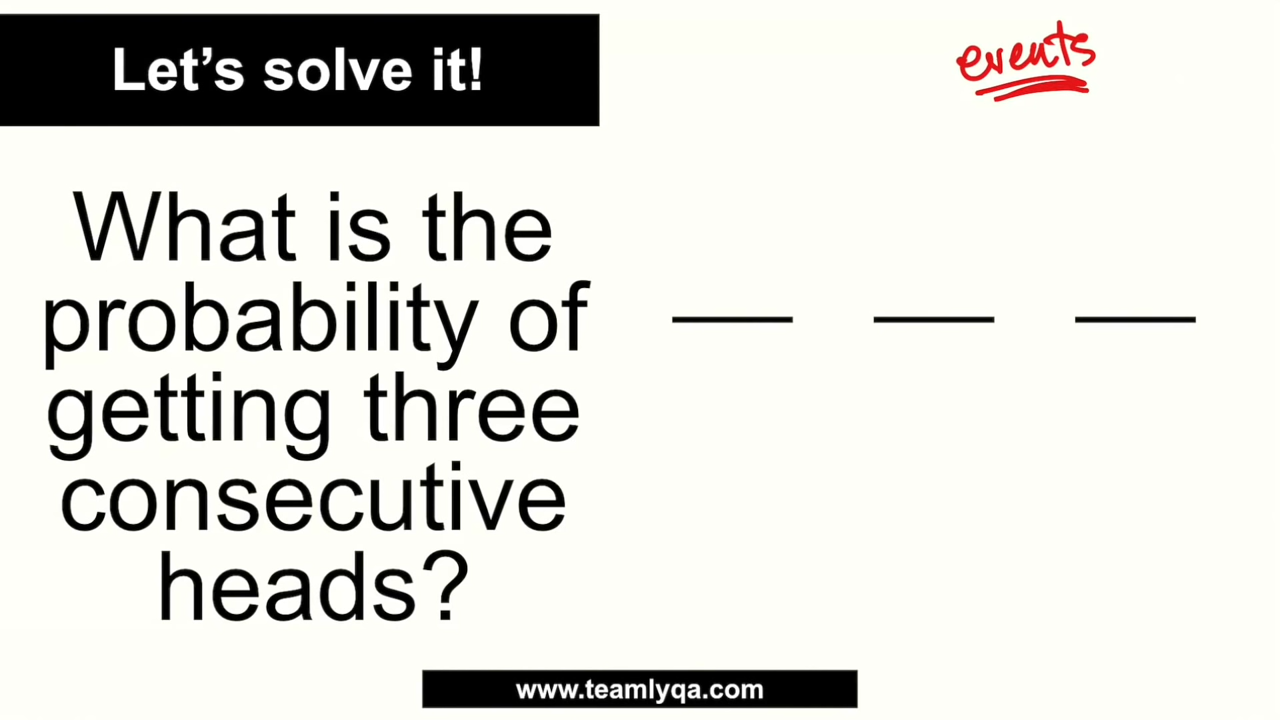 Let's solve it!
events
What is the
probability of
getting three
consecutive
heads?
www.teamlyqa.com